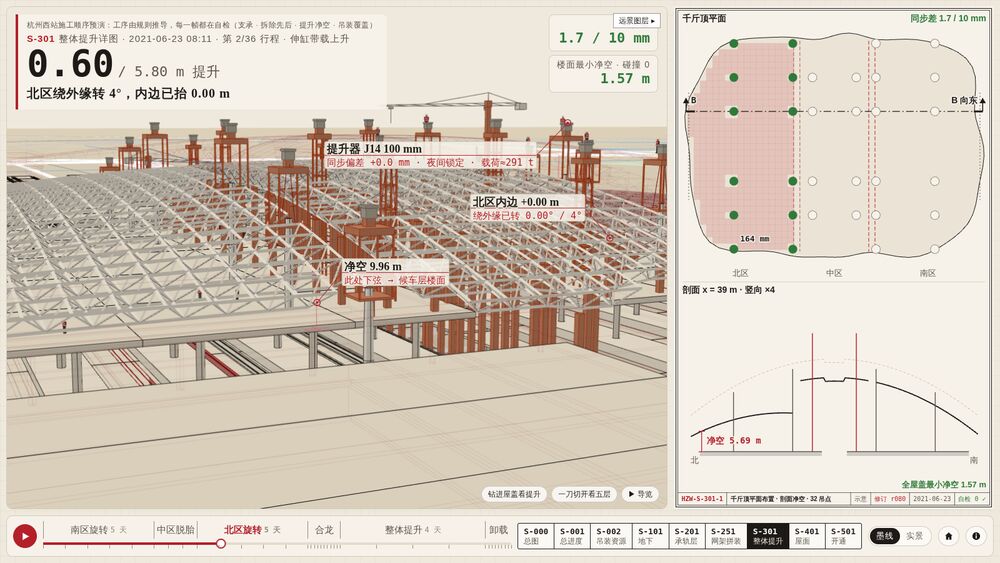 杭州西站施工顺序预演：工序由规则推导，每一帧都在自检（支承 · 拆除先后 · 提升净空 · 吊装覆盖）
S-301 整体提升详图 · 2021-06-23 08:11 · 第 2/36 行程 · 伸缸带载上升
0.60 / 5.80 m 提升
北区绕外缘转 4°，内边已抬 0.00 m
远景图层 ▸
1.7 / 10 mm
楼面最小净空 · 碰撞 0
1.57 m
提升器 J14 100 mm
同步偏差 +0.0 mm · 夜间锁定 · 载荷≈291 t
北区内边 +0.00 m
绕外缘已转 0.00° / 4°
净空 9.96 m
此处下弦 → 候车层楼面
钻进屋盖看提升
一刀切开看五层
▶ 导览
千斤顶平面
同步差 1.7 / 10 mm
B
B 向东
164 mm
北区
中区
南区
剖面 x = 39 m · 竖向 ×4
净空 5.69 m
北
南
全屋盖最小净空 1.57 m
HZW-S-301-1
千斤顶平面布置 · 剖面净空 · 32 吊点
示意
修订 r080
2021-06-23
自检 0 ✓
南区旋转 5 天
中区脱胎
北区旋转 5 天
合龙
整体提升 4 天
卸载
S-000
总图
S-001
总进度
S-002
吊装资源
S-101
地下
S-201
承轨层
S-251
网架拼装
S-301
整体提升
S-401
屋面
S-501
开通
墨线
实景